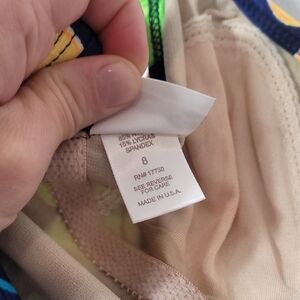 15% LYCRA®
SPANDEX
8
RN# 17730
SEE REVERSE
FOR CARE
MADE IN U.S.A.